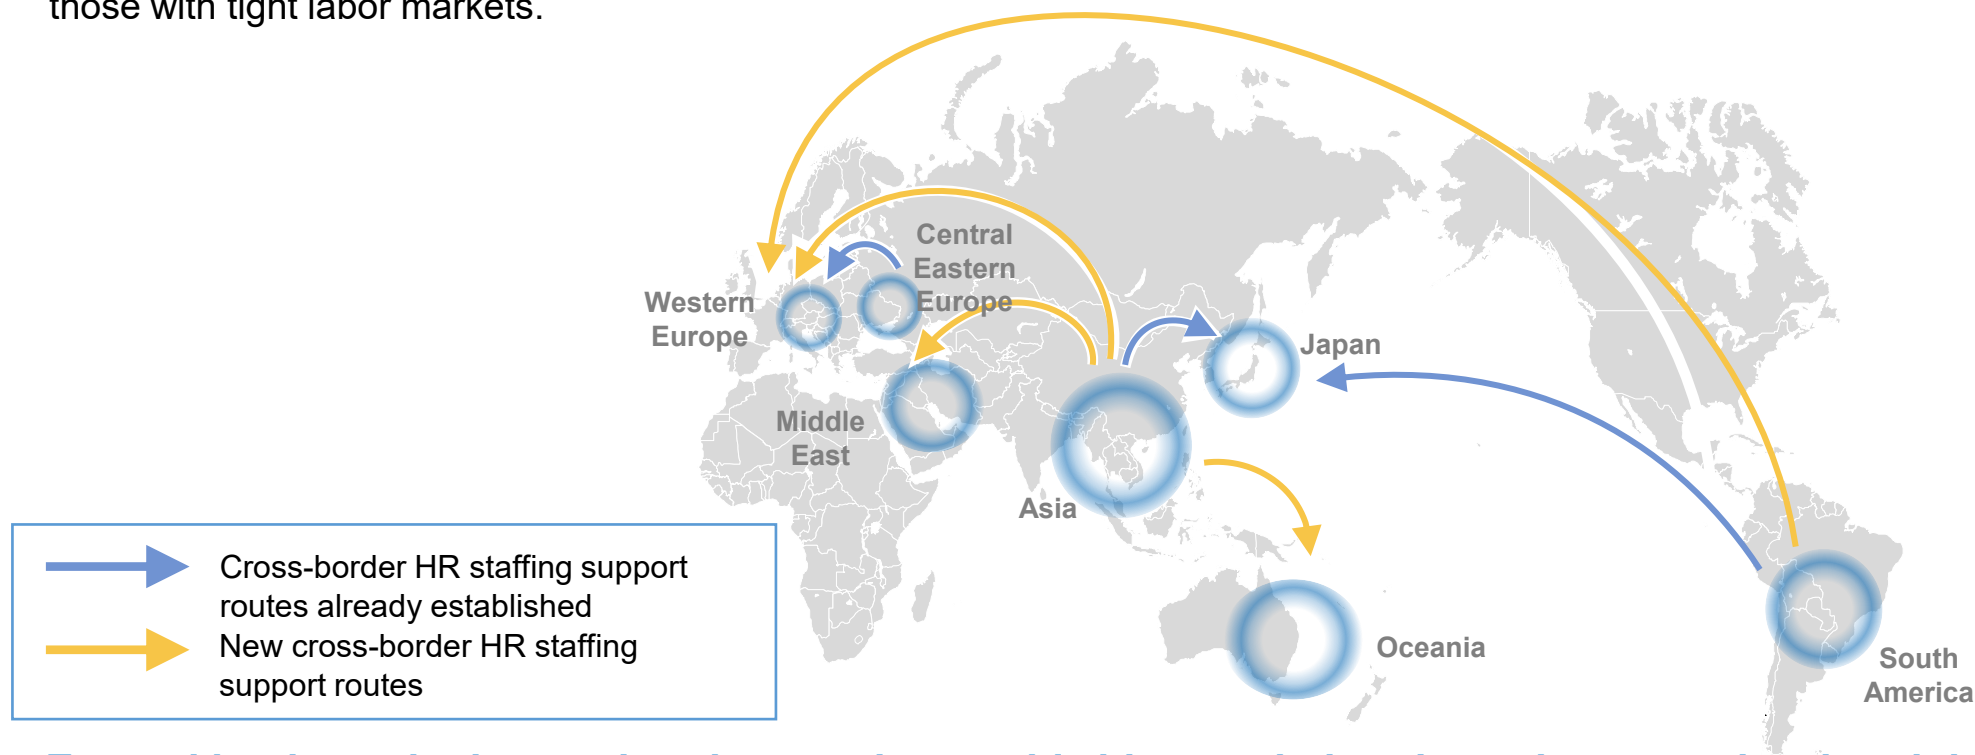 those with tight labor markets.
Central
Eastern
Europe
Western
Europe
Japan
Middle
East
Asia
Oceania
South
America
Cross-border HR staffing support
routes already established
New cross-border HR staffing
support routes